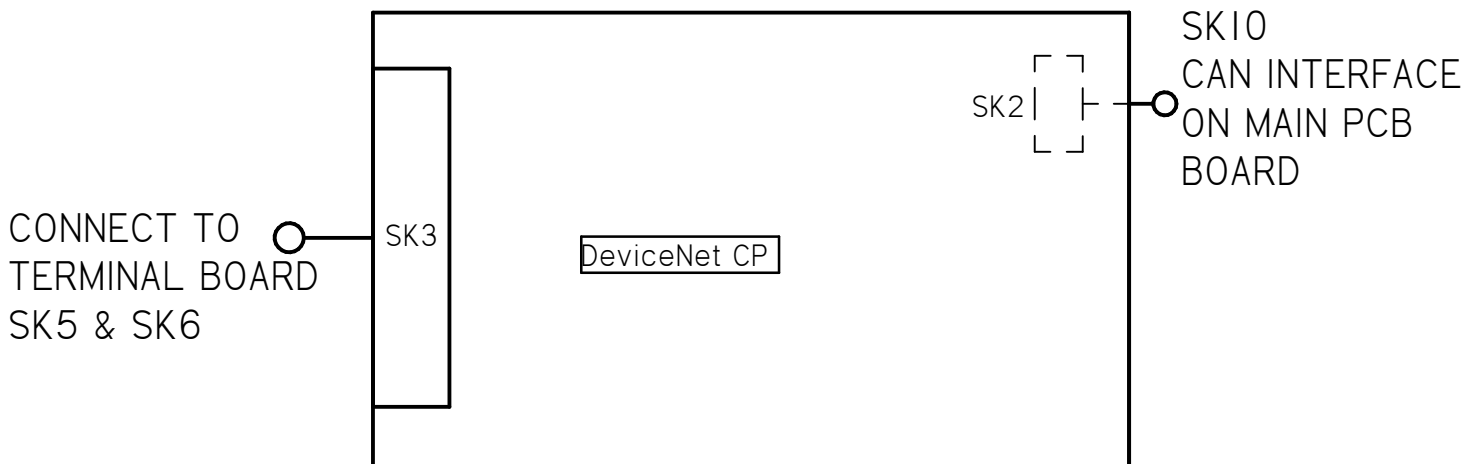 SK10
CAN INTERFACE
ON MAIN PCB
BOARD
SK2
CONNECT TO
TERMINAL BOARD
SK5 & SK6
SK3
DeviceNet CP